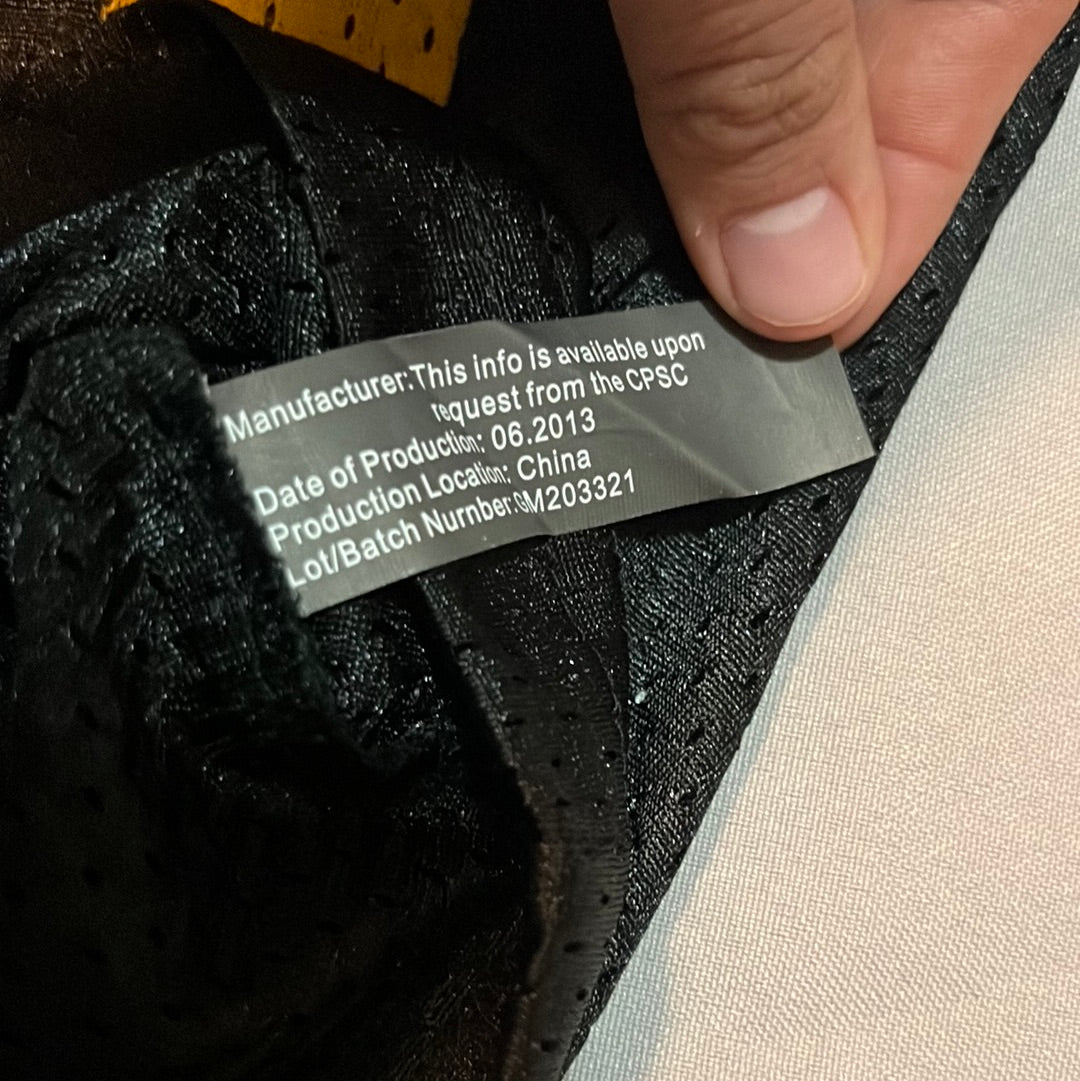 Manufacturer:This info is available upon
request from the CPSC
Date of Production: 06.2013
Production Location: China
Lot/Batch Nurnber:GM203321